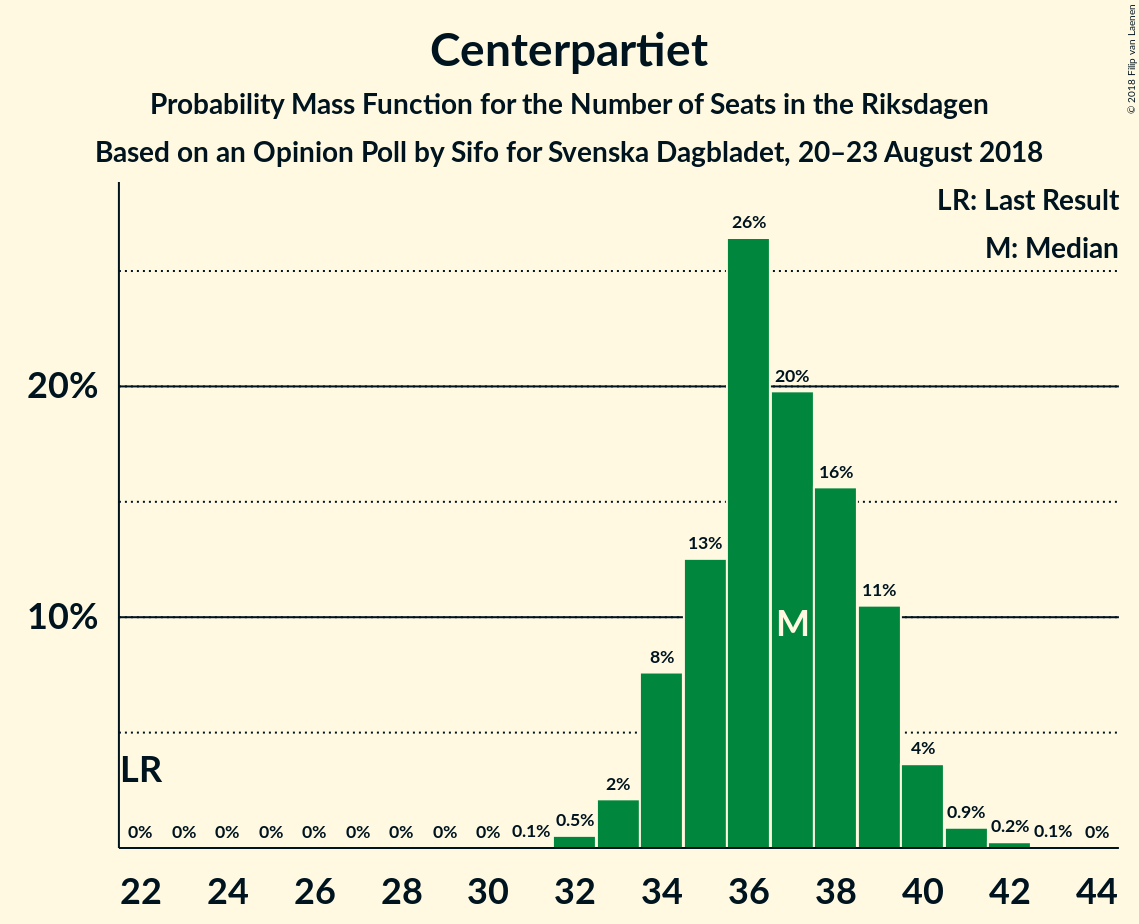 Centerpartiet
Probability Mass Function for the Number of Seats in the Riksdagen
Based on an Opinion Poll by Sifo for Svenska Dagbladet, 20–23 August 2018
© 2018 Filip van Laenen
LR: Last Result
M: Median
26%
20%
20%
16%
13%
11%
10%
M
8%
4%
LR
2%
0% 0% 0% 0% 0% 0% 0% 0% 0% 0.1% 0.5% 0.9% 0.2% 0.1% 0%
22 24 26 28 30 32 34 36 38 40 42 44